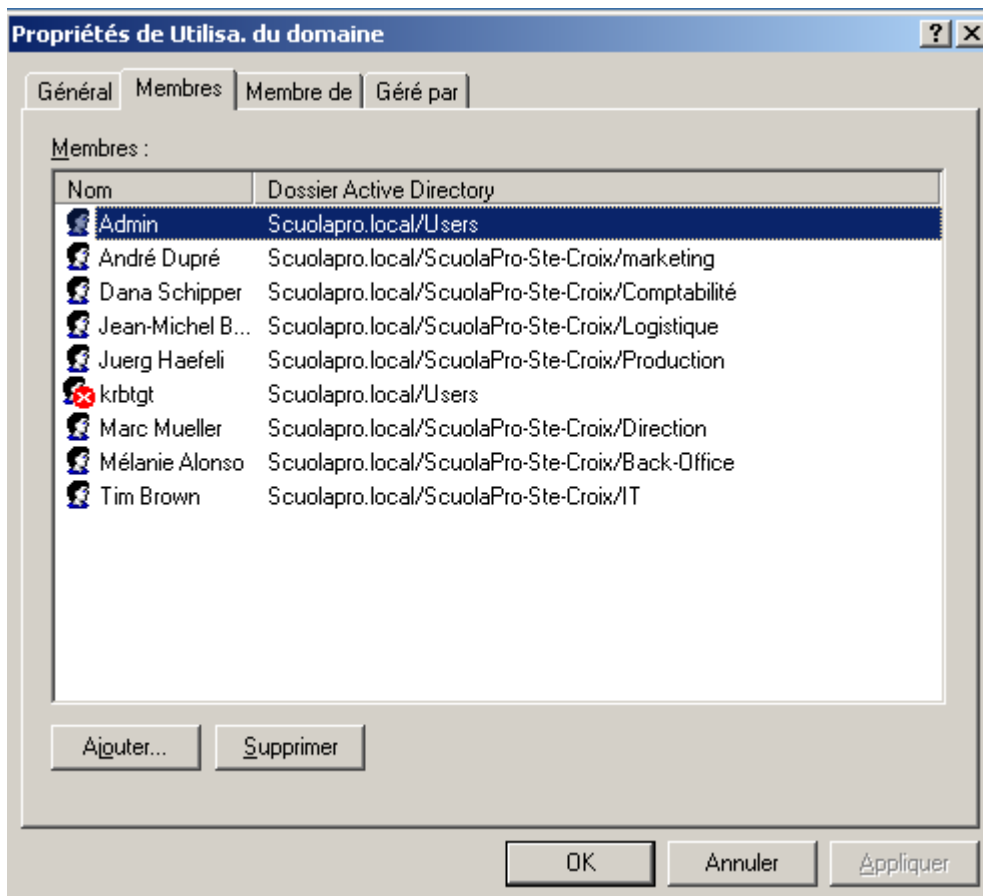 Propriétés de Utilisa. du domaine
Général Membres Membre de Géré par
Membres :
Nom Dossier Active Directory
Admin Scuolapro.local/Users
André Dupré Scuolapro.local/ScuolaPro-Ste-Croix/marketing
Dana Schipper Scuolapro.local/ScuolaPro-Ste-Croix/Comptabilité
Jean-Michel B... Scuolapro.local/ScuolaPro-Ste-Croix/Logistique
Juerg Haefeli Scuolapro.local/ScuolaPro-Ste-Croix/Production
krbtgt Scuolapro.local/Users
Marc Mueller Scuolapro.local/ScuolaPro-Ste-Croix/Direction
Mélanie Alonso Scuolapro.local/ScuolaPro-Ste-Croix/Back-Office
Tim Brown Scuolapro.local/ScuolaPro-Ste-Croix/IT
Ajouter... Supprimer
OK Annuler Appliquer